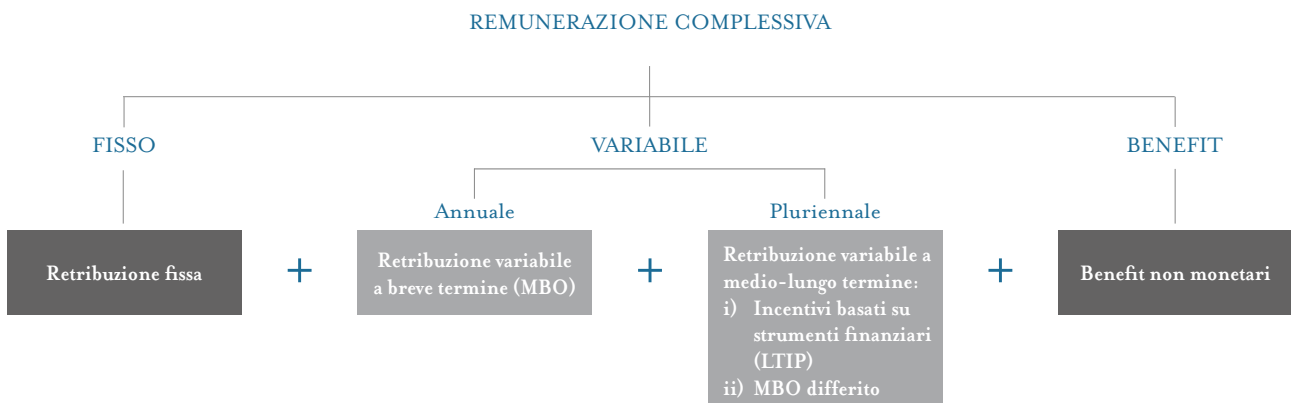 REMUNERAZIONE COMPLESSIVA
FISSO
VARIABILE
BENEFIT
Annuale
Pluriennale
Retribuzione fissa
+
Retribuzione variabile
a breve termine (MBO)
+
Retribuzione variabile a
medio-lungo termine:
i) Incentivi basati su
strumenti finanziari
(LTIP)
ii) MBO differito
+
Benefit non monetari